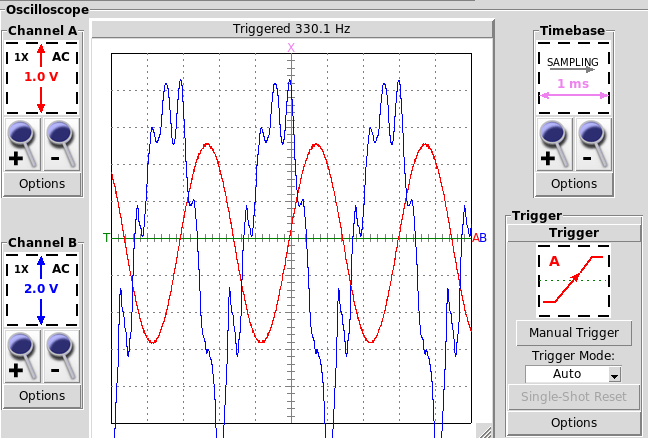 Oscilloscope
Channel A
1X AC
1.0 V
+ -
Options
Channel B
1X AC
2.0 V
+ -
Options
Triggered 330.1 Hz
X
T
AB
Timebase
SAMPLING
1 ms
+ -
Options
Trigger
Trigger
A
Manual Trigger
Trigger Mode:
Auto
Single-Shot Reset
Options